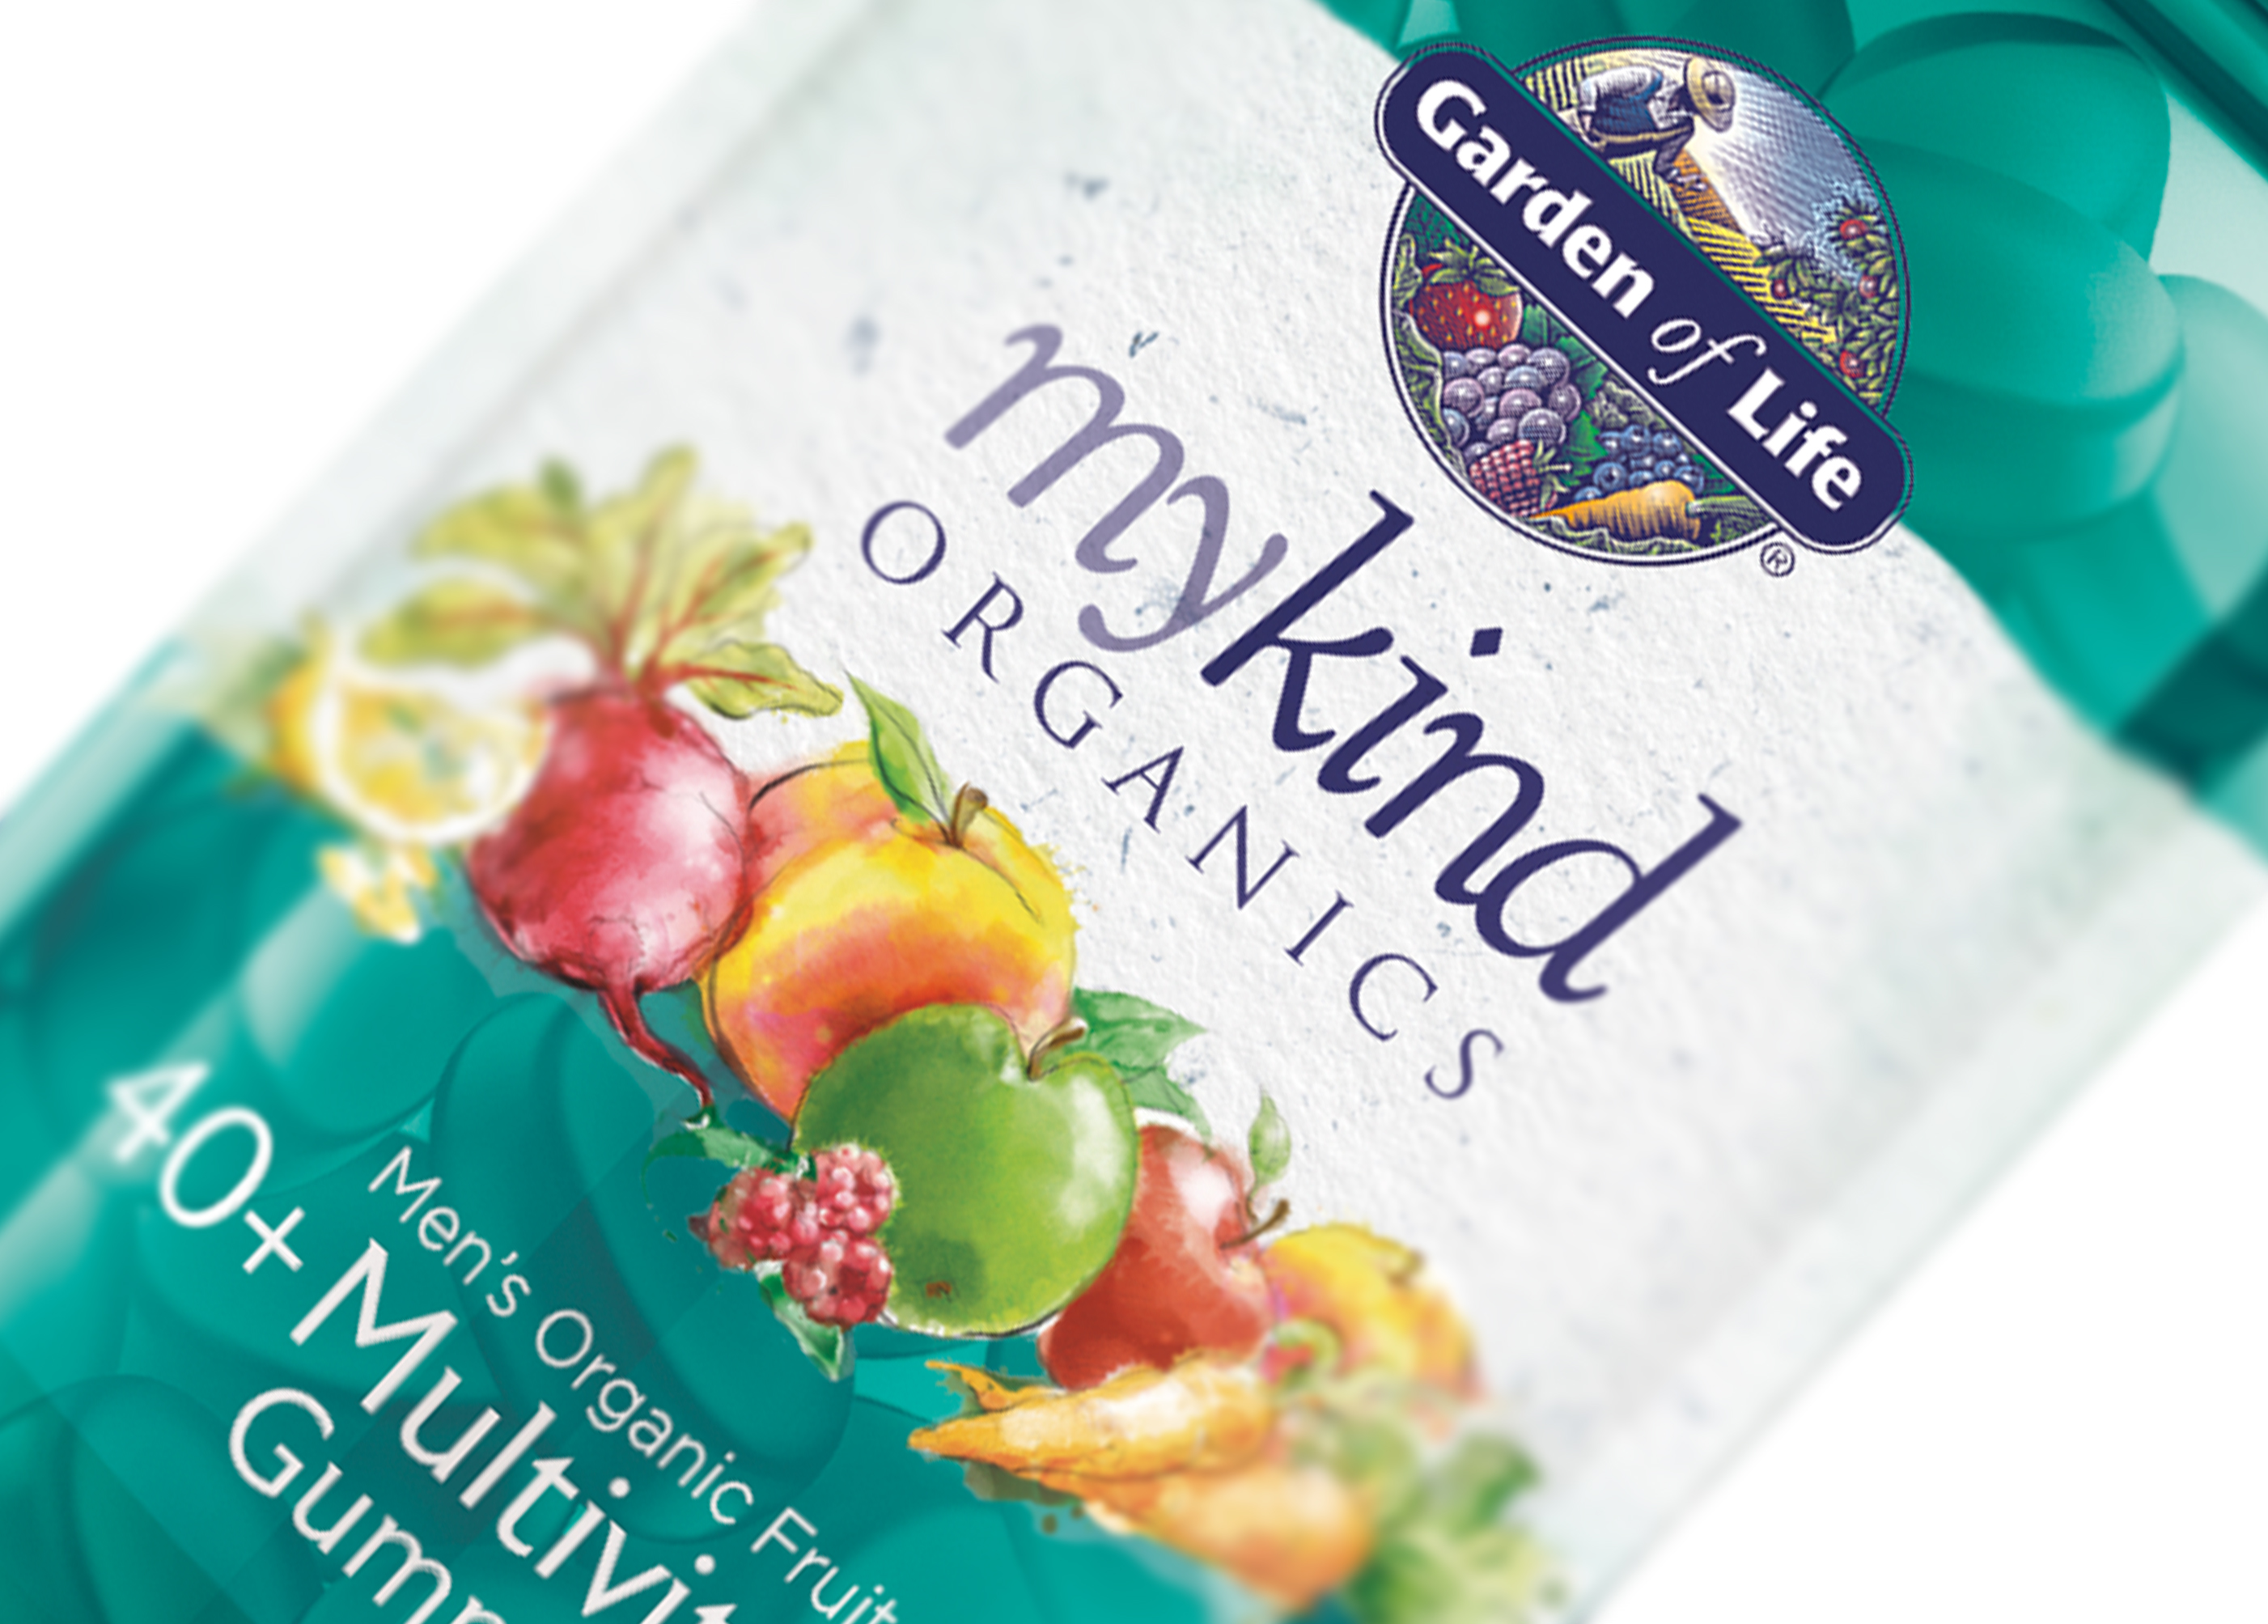 Garden of Life
®
mykind
ORGANICS
Men's Organic Fruit
40+ Multivit
Gumm